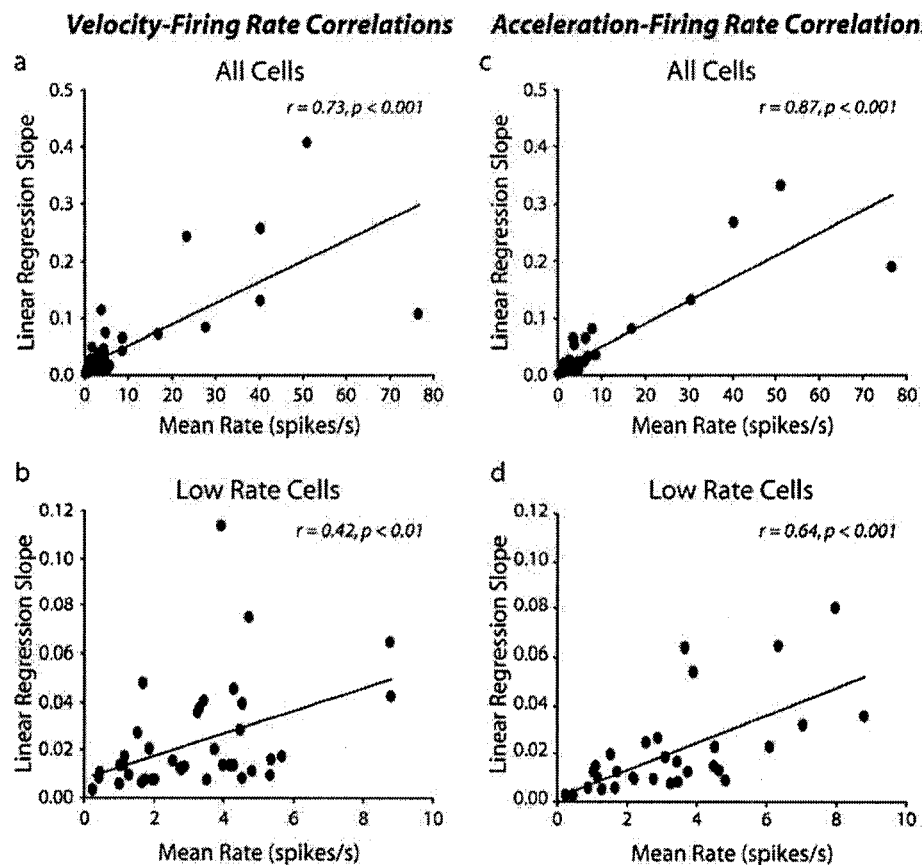 Velocity-Firing Rate Correlations
Acceleration-Firing Rate Correlation
a
All Cells
r = 0.73, p < 0.001
Linear Regression Slope
0.5
0.4
0.3
0.2
0.1
0.0
0 10 20 30 40 50 60 70 80
Mean Rate (spikes/s)
c
All Cells
r = 0.87, p < 0.001
Linear Regression Slope
0.5
0.4
0.3
0.2
0.1
0.0
0 10 20 30 40 50 60 70 80
Mean Rate (spikes/s)
b
Low Rate Cells
r = 0.42, p < 0.01
Linear Regression Slope
0.12
0.10
0.08
0.06
0.04
0.02
0.00
0 2 4 6 8 10
Mean Rate (spikes/s)
d
Low Rate Cells
r = 0.64, p < 0.001
Linear Regression Slope
0.12
0.10
0.08
0.06
0.04
0.02
0.00
0 2 4 6 8 10
Mean Rate (spikes/s)